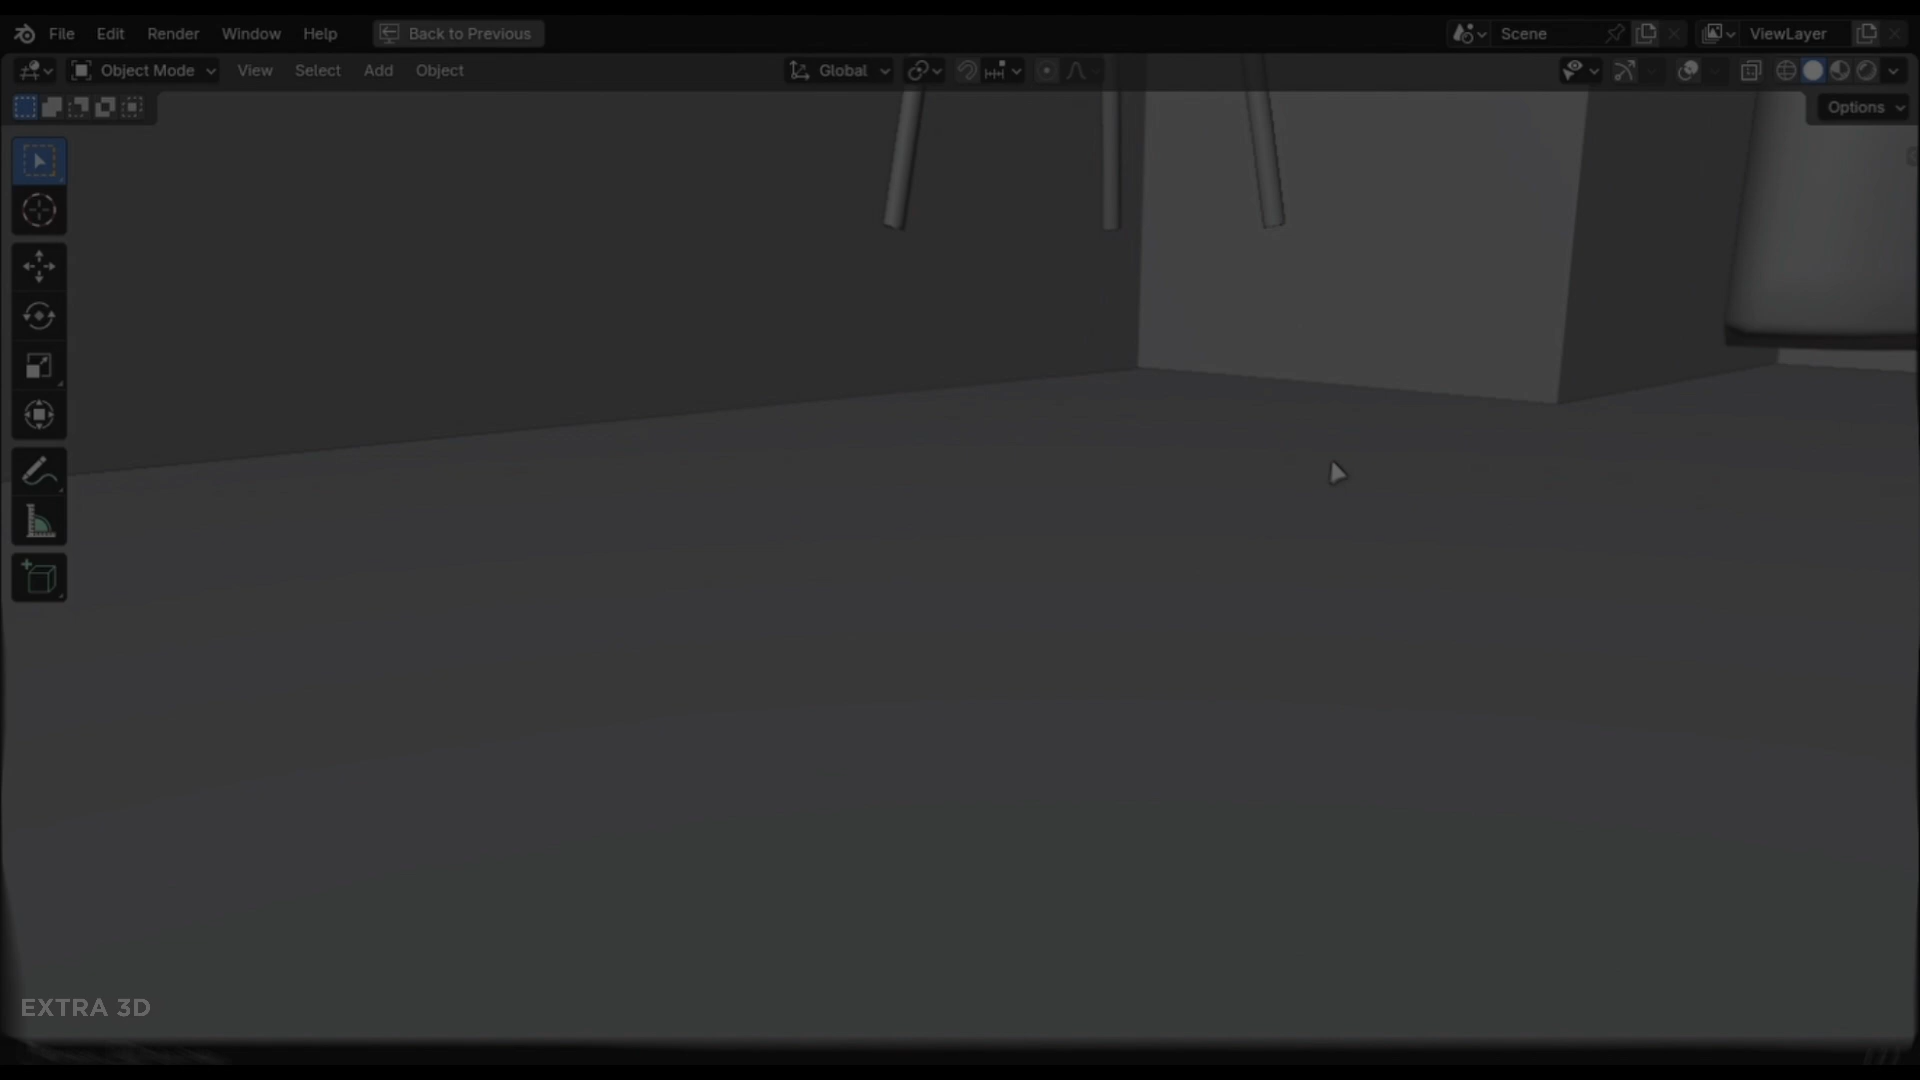 File Edit Render Window Help Back to Previous Scene ViewLayer
Object Mode View Select Add Object Global
Options
EXTRA 3D